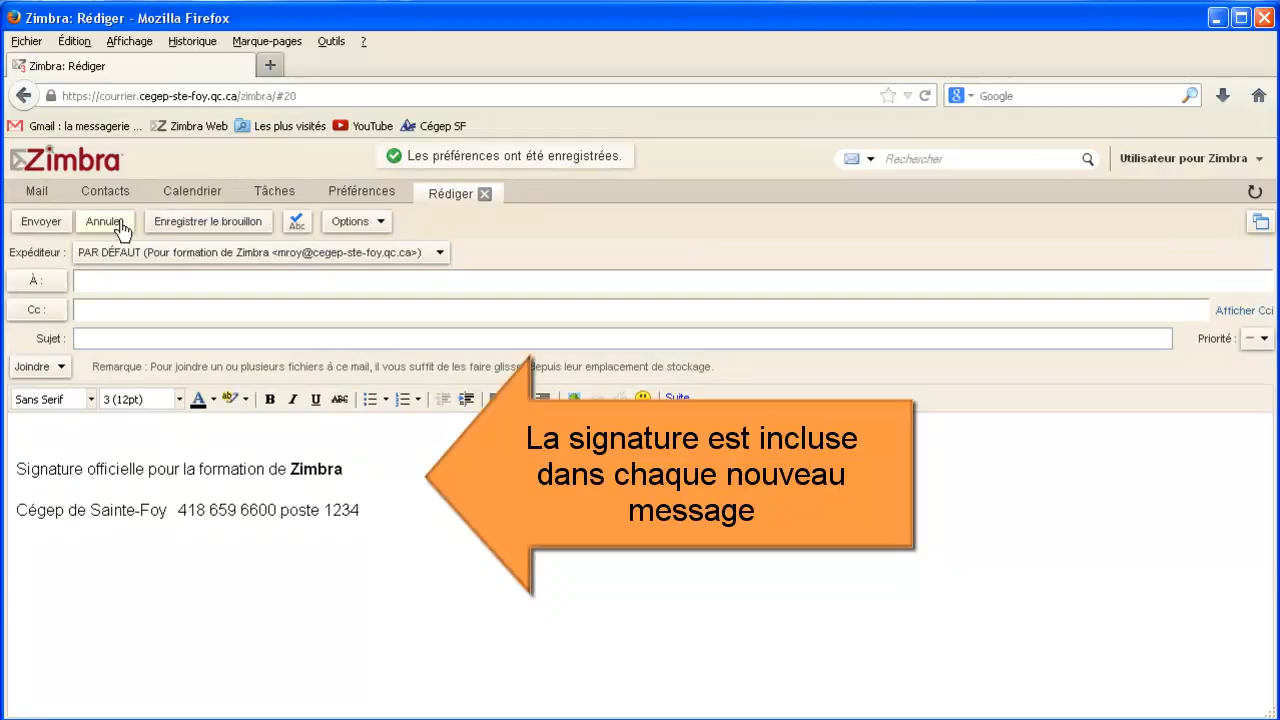 Zimbra: Rédiger - Mozilla Firefox
Fichier Édition Affichage Historique Marque-pages Outils ?
Zimbra: Rédiger
https://courrier.cegep-ste-foy.qc.ca/zimbra/#20 Google
Gmail : la messagerie ... Zimbra Web Les plus visités YouTube Cégep SF
Zimbra Les préférences ont été enregistrées. Rechercher Utilisateur pour Zimbra
Mail Contacts Calendrier Tâches Préférences Rédiger
Envoyer Annuler Enregistrer le brouillon Abc Options
Expéditeur : PAR DÉFAUT (Pour formation de Zimbra <mroy@cegep-ste-foy.qc.ca>)
À :
Cc : Afficher Cci
Sujet : Priorité : —
Joindre Remarque : Pour joindre un ou plusieurs fichiers à ce mail, il vous suffit de les faire glisser depuis leur emplacement de stockage.
Sans Serif 3 (12pt) A ab B I U ABC Suite
La signature est incluse
dans chaque nouveau
message
Signature officielle pour la formation de Zimbra
Cégep de Sainte-Foy 418 659 6600 poste 1234